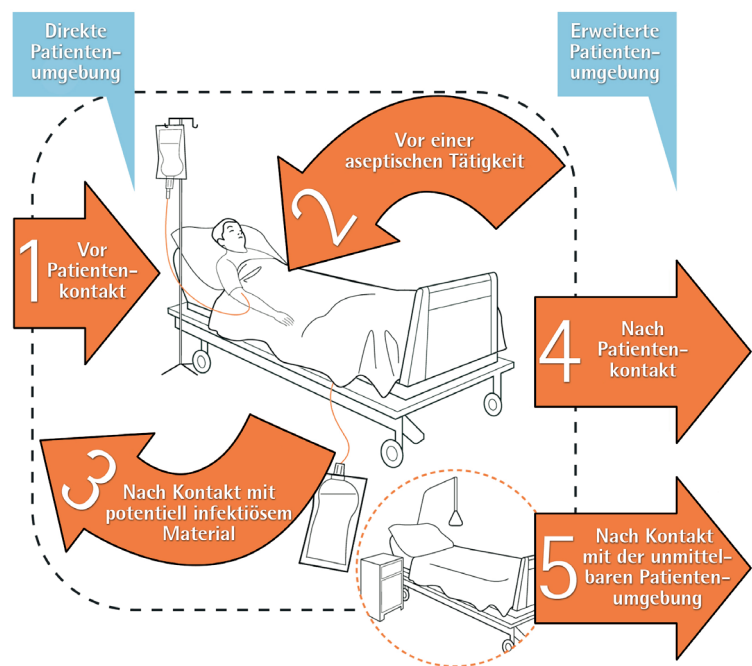 Direkte
Patienten-
umgebung
Erweiterte
Patienten-
umgebung
1
Vor
Patienten-
kontakt
2
Vor einer
aseptischen Tätigkeit
3
Nach Kontakt mit
potentiell infektiösem
Material
4
Nach
Patienten-
kontakt
5
Nach Kontakt
mit der unmittel-
baren Patienten-
umgebung